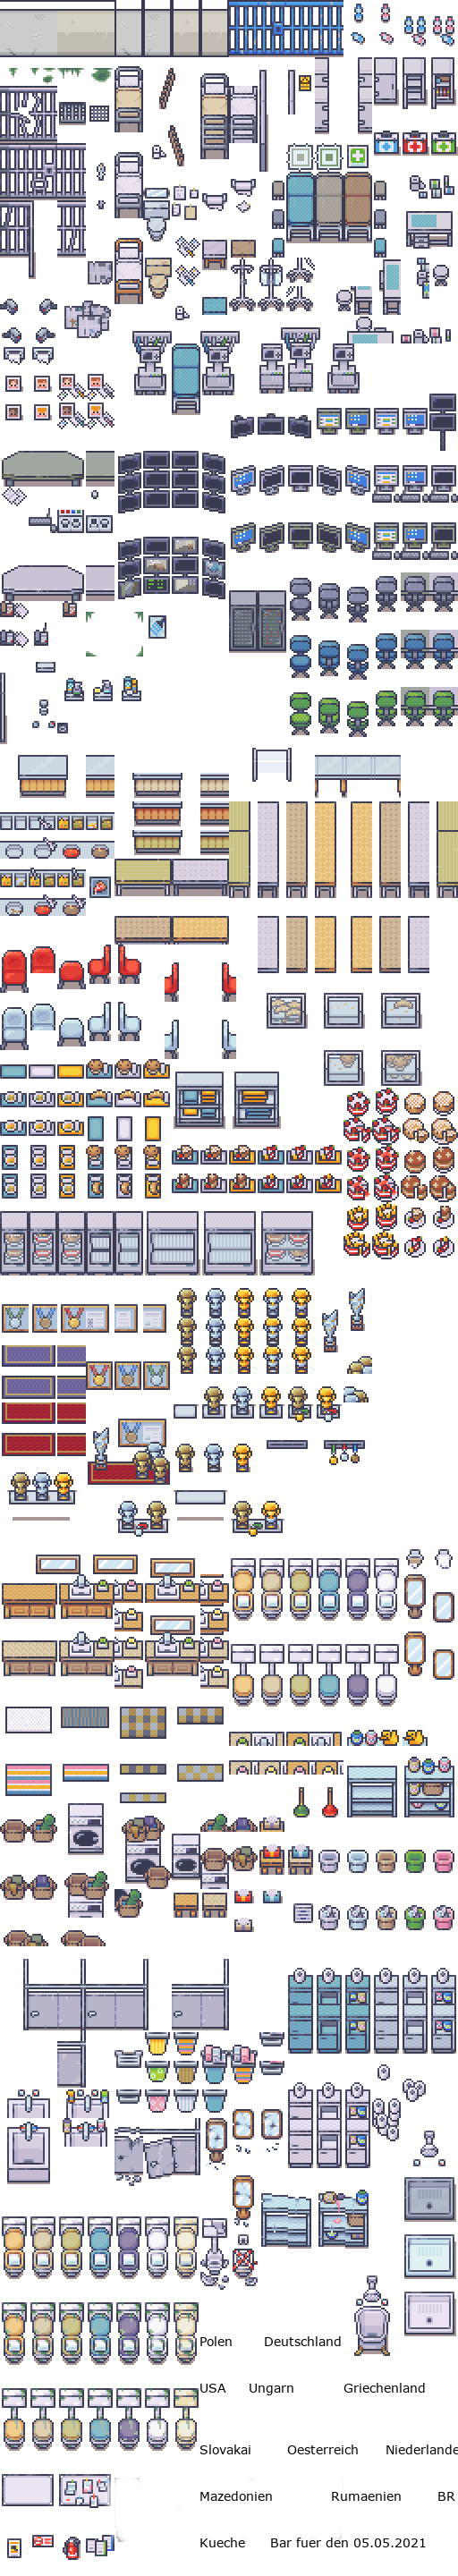 Polen Deutschland
USA Ungarn Griechenland
Slovakai Oesterreich Niederlande
Mazedonien Rumaenien BR
Kueche Bar fuer den 05.05.2021